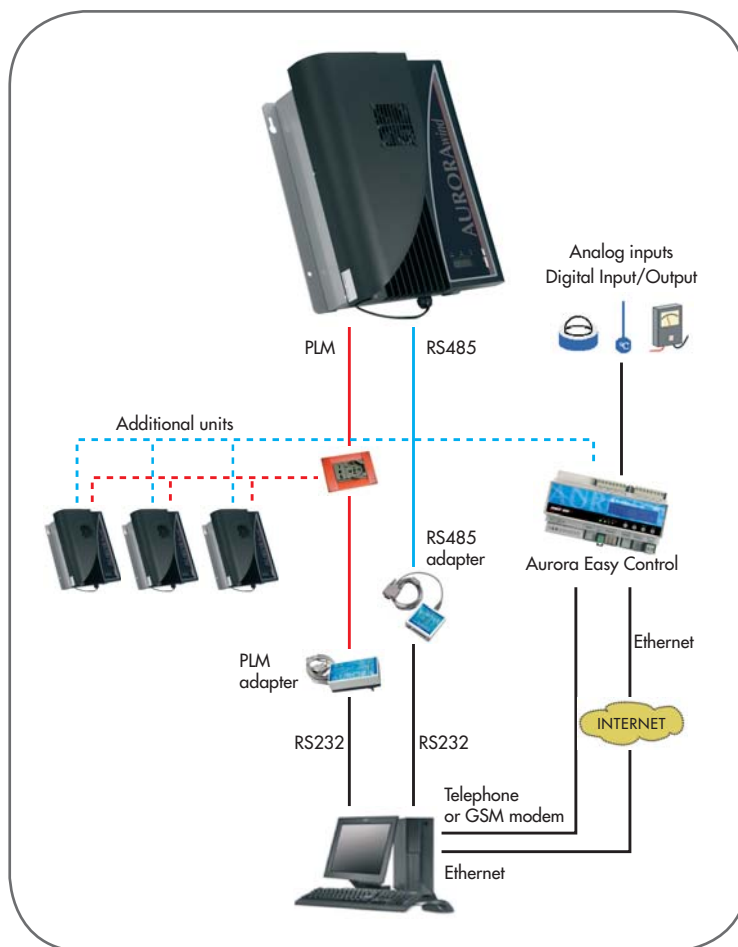 AURORA wind
Analog inputs
Digital Input/Output
°C
PLM
RS485
Additional units
AUR
RS485
adapter
Aurora Easy Control
Ethernet
PLM
adapter
INTERNET
RS232
RS232
Telephone
or GSM modem
Ethernet